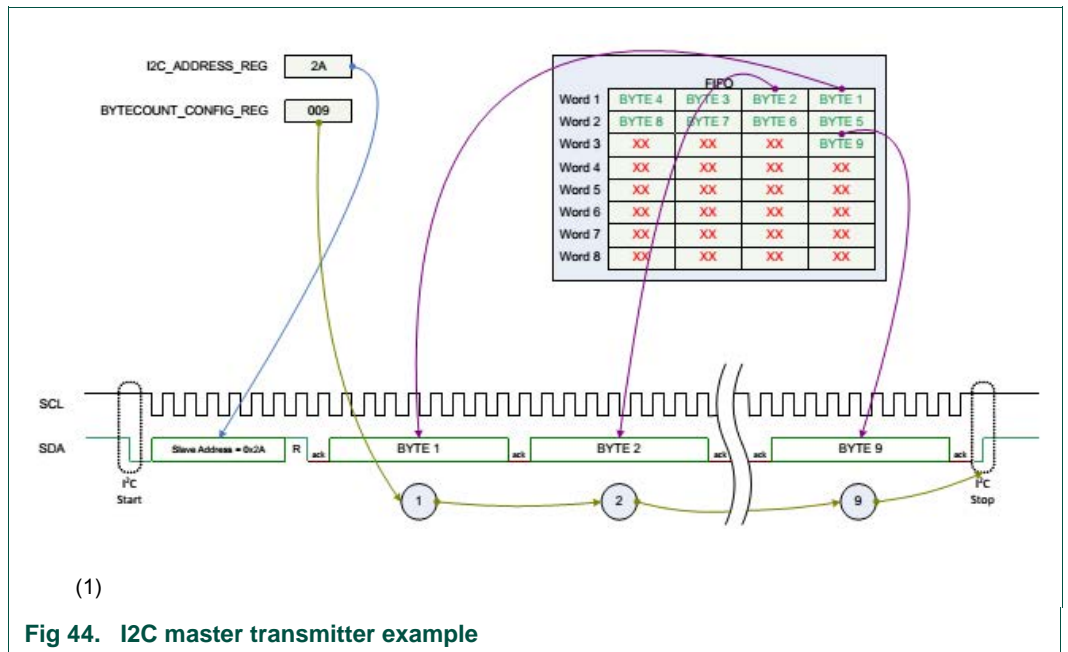 I2C_ADDRESS_REG 2A
BYTECOUNT_CONFIG_REG 009
FIFO
Word 1 BYTE 4 BYTE 3 BYTE 2 BYTE 1
Word 2 BYTE 8 BYTE 7 BYTE 6 BYTE 5
Word 3 XX XX XX BYTE 9
Word 4 XX XX XX XX
Word 5 XX XX XX XX
Word 6 XX XX XX XX
Word 7 XX XX XX XX
Word 8 XX XX XX XX
SCL
SDA Slave Address = 0x2A R ack BYTE 1 ack BYTE 2 ack BYTE 9 ack
I²C Start
1 2 9
I²C Stop
(1)
Fig 44. I2C master transmitter example